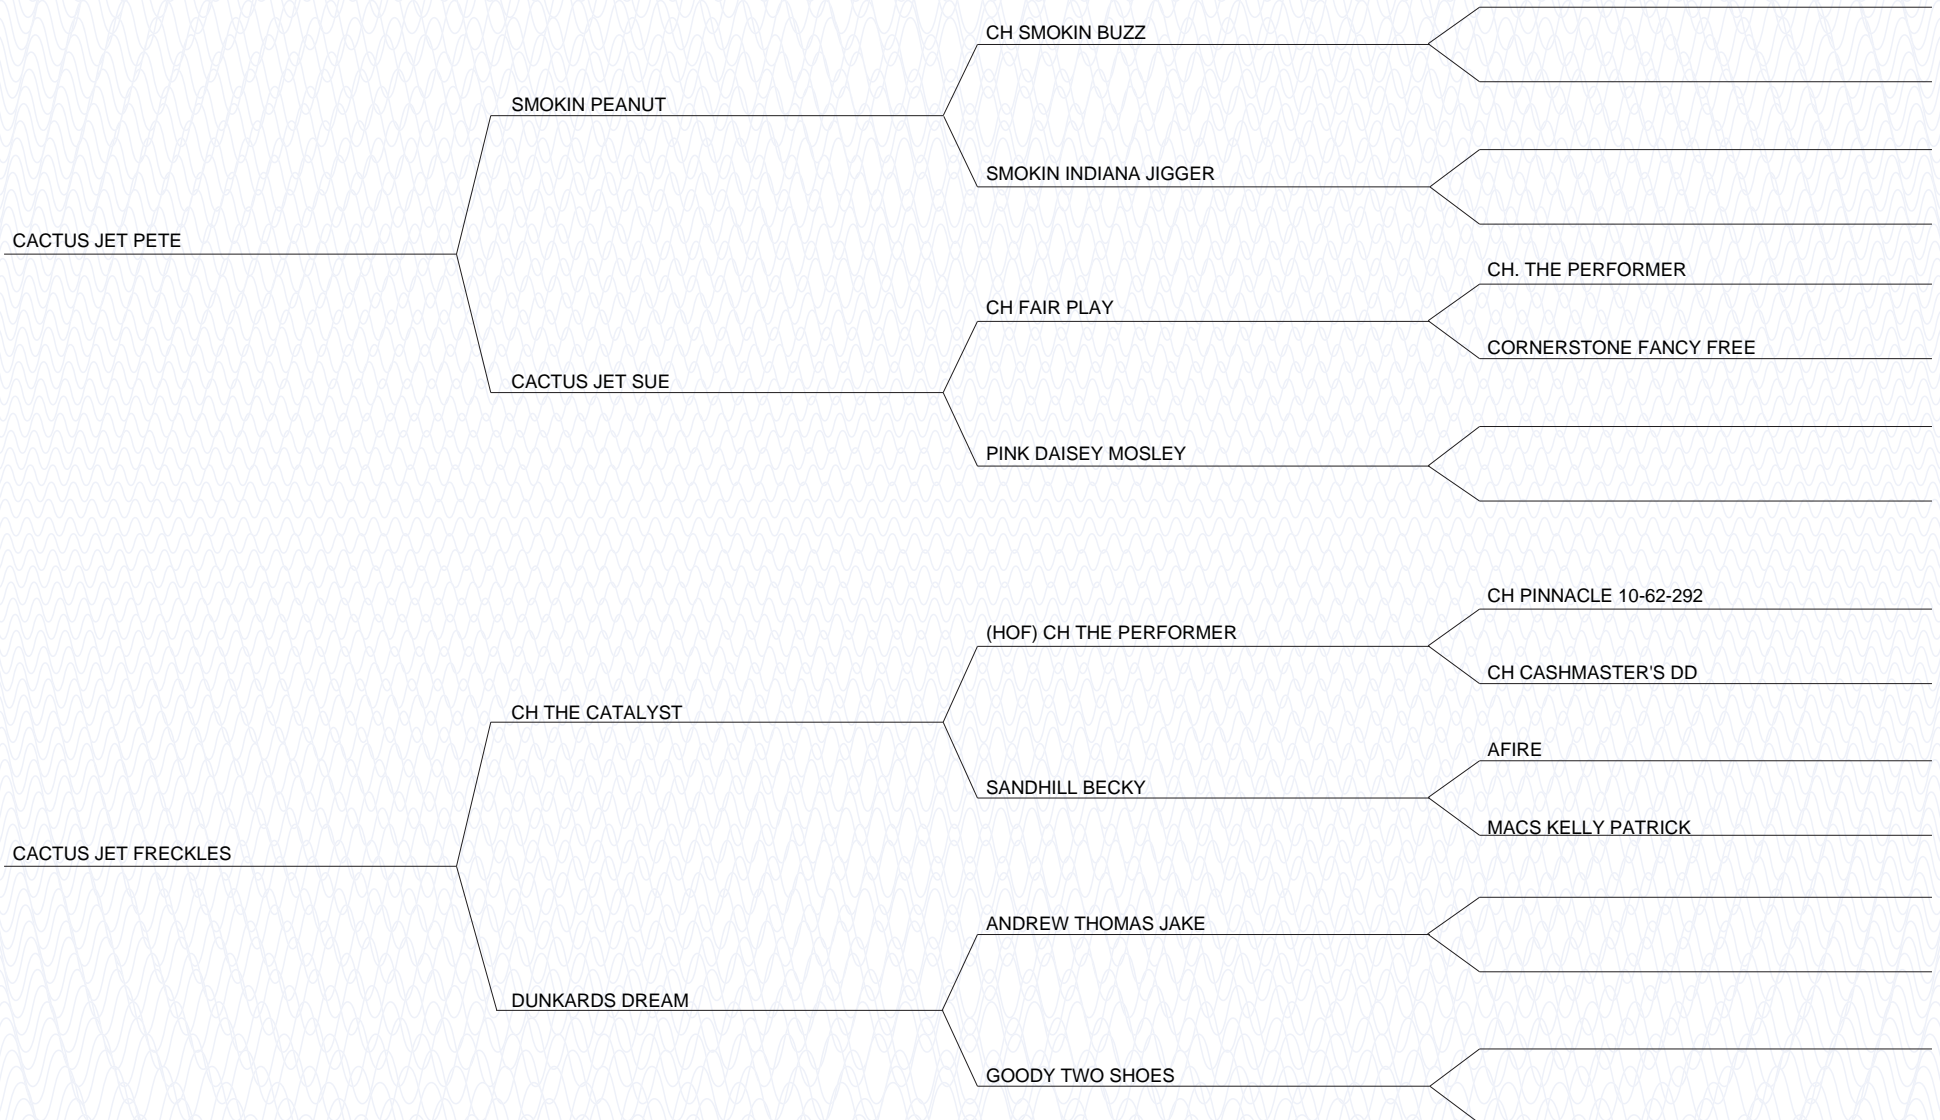 CH SMOKIN BUZZ
SMOKIN PEANUT
SMOKIN INDIANA JIGGER
CACTUS JET PETE
CH. THE PERFORMER
CH FAIR PLAY
CORNERSTONE FANCY FREE
CACTUS JET SUE
PINK DAISEY MOSLEY
CH PINNACLE 10-62-292
(HOF) CH THE PERFORMER
CH CASHMASTER'S DD
CH THE CATALYST
AFIRE
SANDHILL BECKY
MACS KELLY PATRICK
CACTUS JET FRECKLES
ANDREW THOMAS JAKE
DUNKARDS DREAM
GOODY TWO SHOES